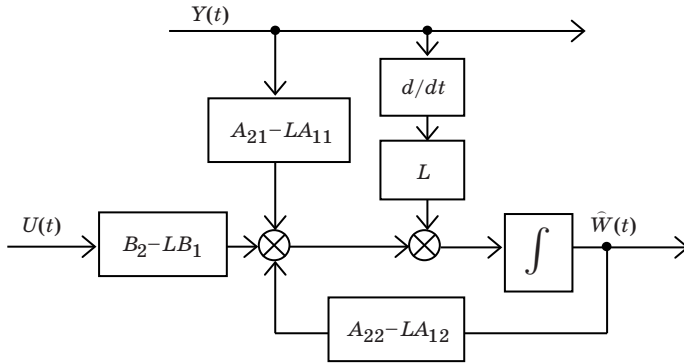 Y(t)
d/dt
A₂₁–LA₁₁
L
U(t)
B₂–LB₁
∫
Ŵ(t)
A₂₂–LA₁₂